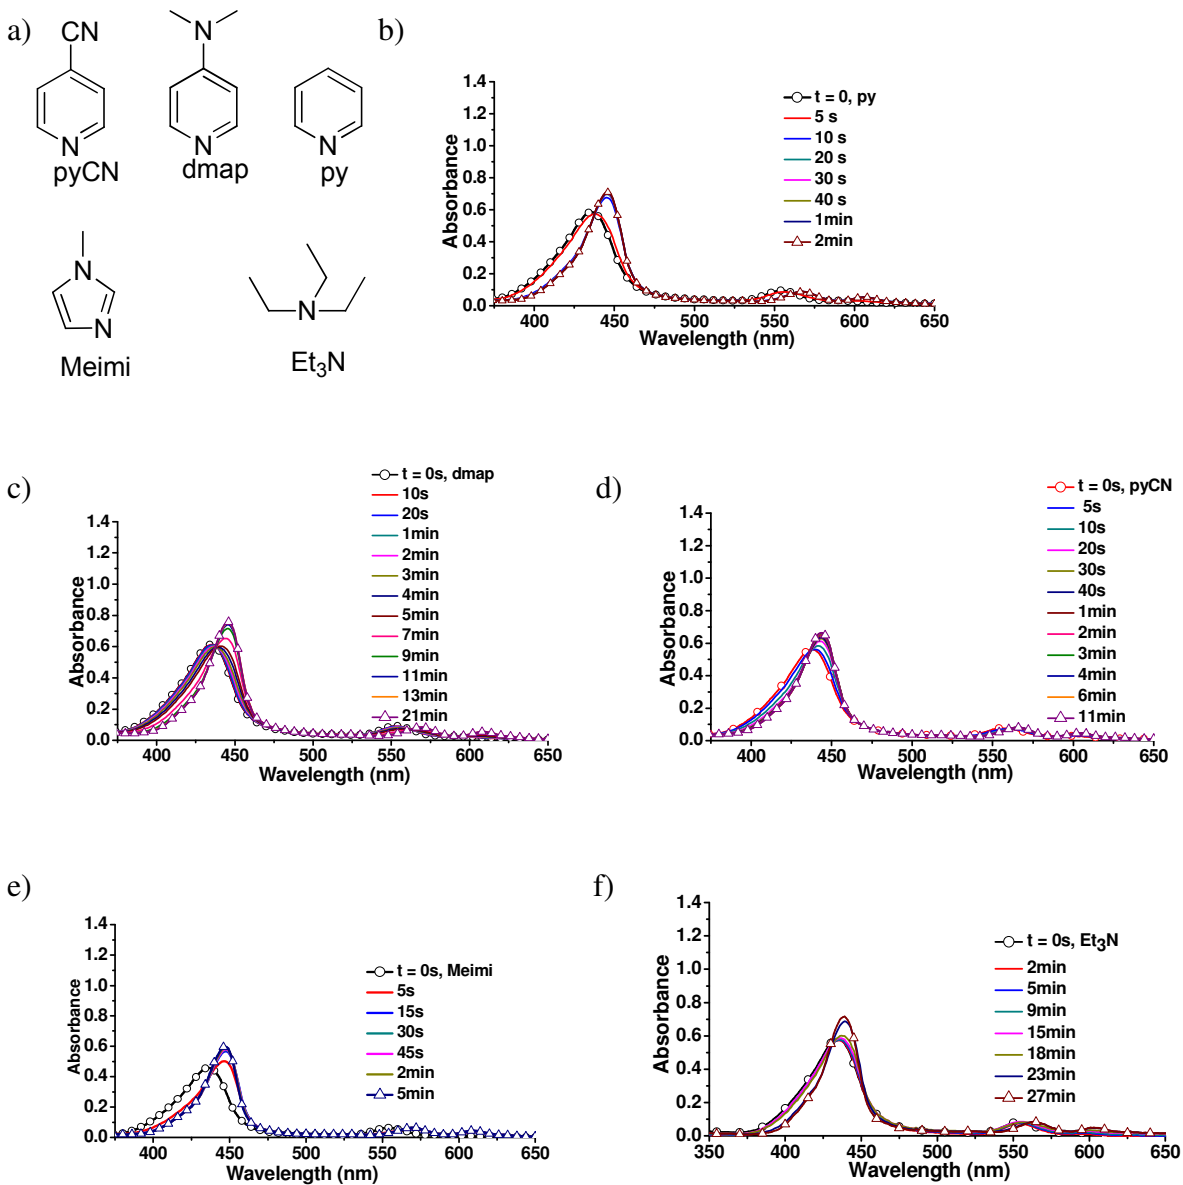 a)
CN
N
pyCN
N
N
dmap
N
py
N
N
Meimi
N
Et3N
b)
Absorbance
1.4
1.2
1.0
0.8
0.6
0.4
0.2
0.0
400 450 500 550 600 650
Wavelength (nm)
t = 0, py
5 s
10 s
20 s
30 s
40 s
1min
2min
c)
Absorbance
1.4
1.2
1.0
0.8
0.6
0.4
0.2
0.0
400 450 500 550 600 650
Wavelength (nm)
t = 0s, dmap
10s
20s
1min
2min
3min
4min
5min
7min
9min
11min
13min
21min
d)
Absorbance
1.4
1.2
1.0
0.8
0.6
0.4
0.2
0.0
400 450 500 550 600 650
Wavelength (nm)
t = 0s, pyCN
5s
10s
20s
30s
40s
1min
2min
3min
4min
6min
11min
e)
Absorbance
1.4
1.2
1.0
0.8
0.6
0.4
0.2
0.0
400 450 500 550 600 650
Wavelength (nm)
t = 0s, Meimi
5s
15s
30s
45s
2min
5min
f)
Absorbance
1.4
1.2
1.0
0.8
0.6
0.4
0.2
0.0
350 400 450 500 550 600 650
Wavelength (nm)
t = 0s, Et3N
2min
5min
9min
15min
18min
23min
27min